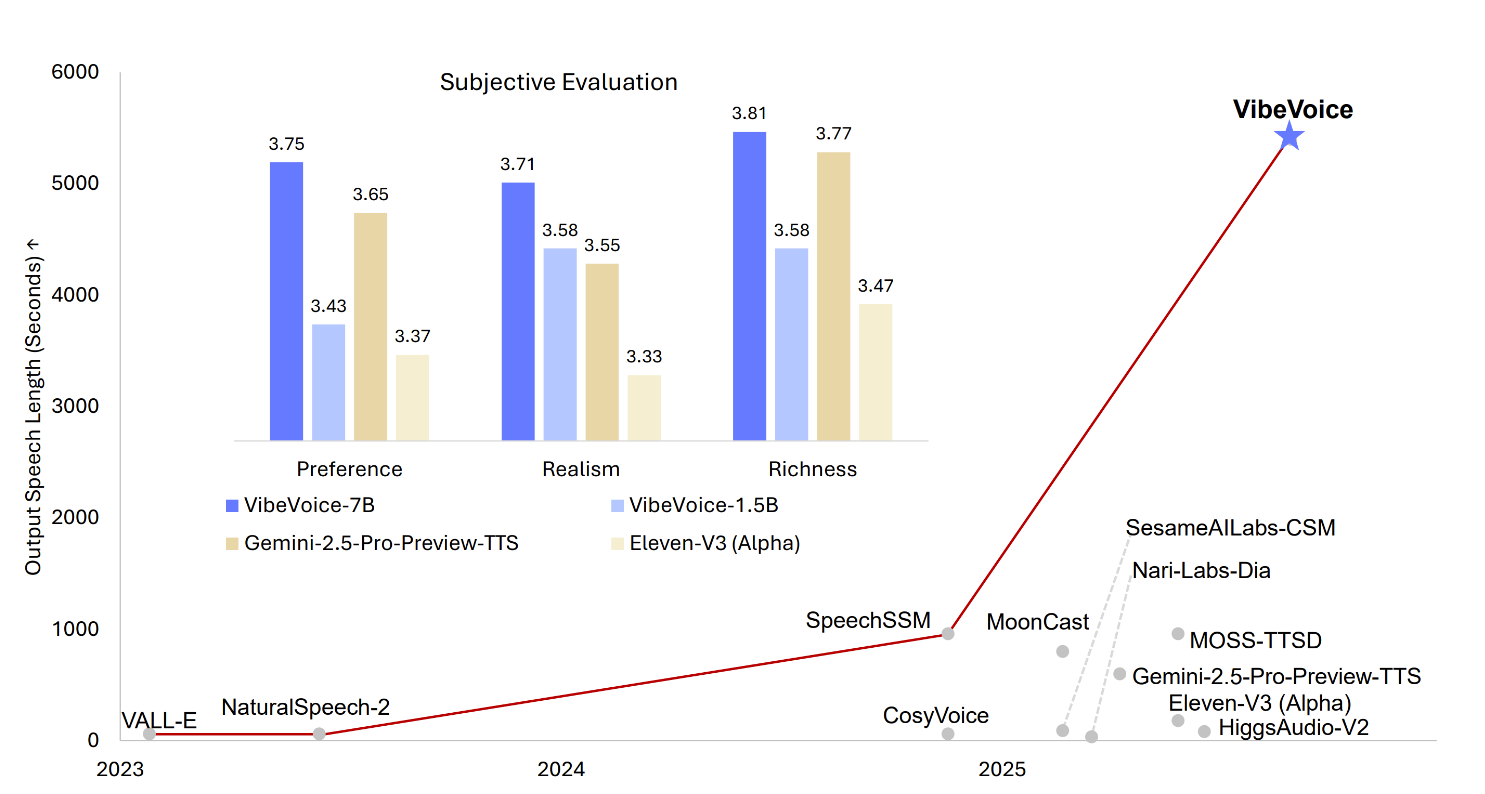 Subjective Evaluation
VibeVoice
6000
5000
4000
3000
2000
1000
0
Output Speech Length (Seconds) ↑
3.75
3.43
3.65
3.37
3.71
3.58
3.55
3.33
3.81
3.58
3.77
3.47
Preference
Realism
Richness
VibeVoice-7B
VibeVoice-1.5B
Gemini-2.5-Pro-Preview-TTS
Eleven-V3 (Alpha)
SesameAILabs-CSM
Nari-Labs-Dia
SpeechSSM
MoonCast
MOSS-TTSD
Gemini-2.5-Pro-Preview-TTS
Eleven-V3 (Alpha)
VALL-E
NaturalSpeech-2
CosyVoice
HiggsAudio-V2
2023
2024
2025